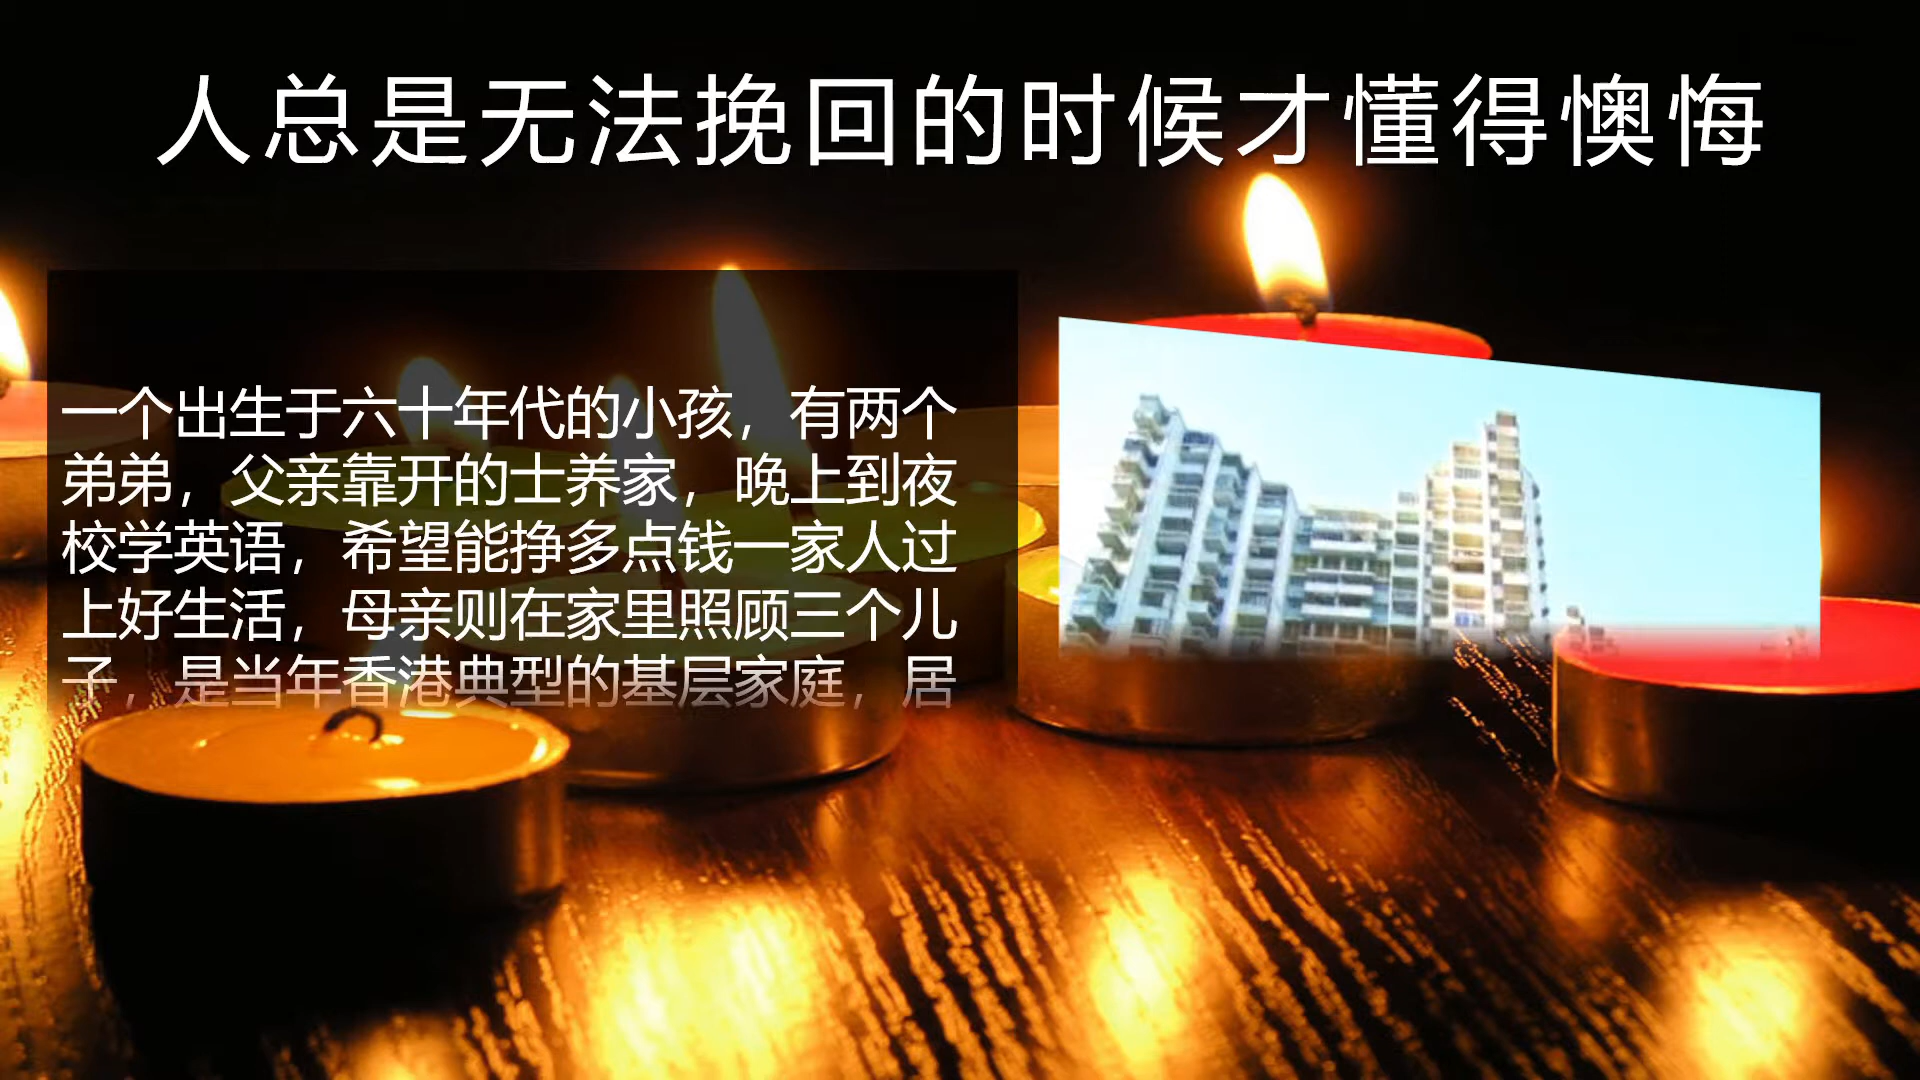 人总是无法挽回的时候才懂得懊悔
一个出生于六十年代的小孩，有两个
弟弟，父亲靠开的士养家，晚上到夜
校学英语，希望能挣多点钱一家人过
上好生活，母亲则在家里照顾三个儿
子，是当年香港典型的基层家庭，居